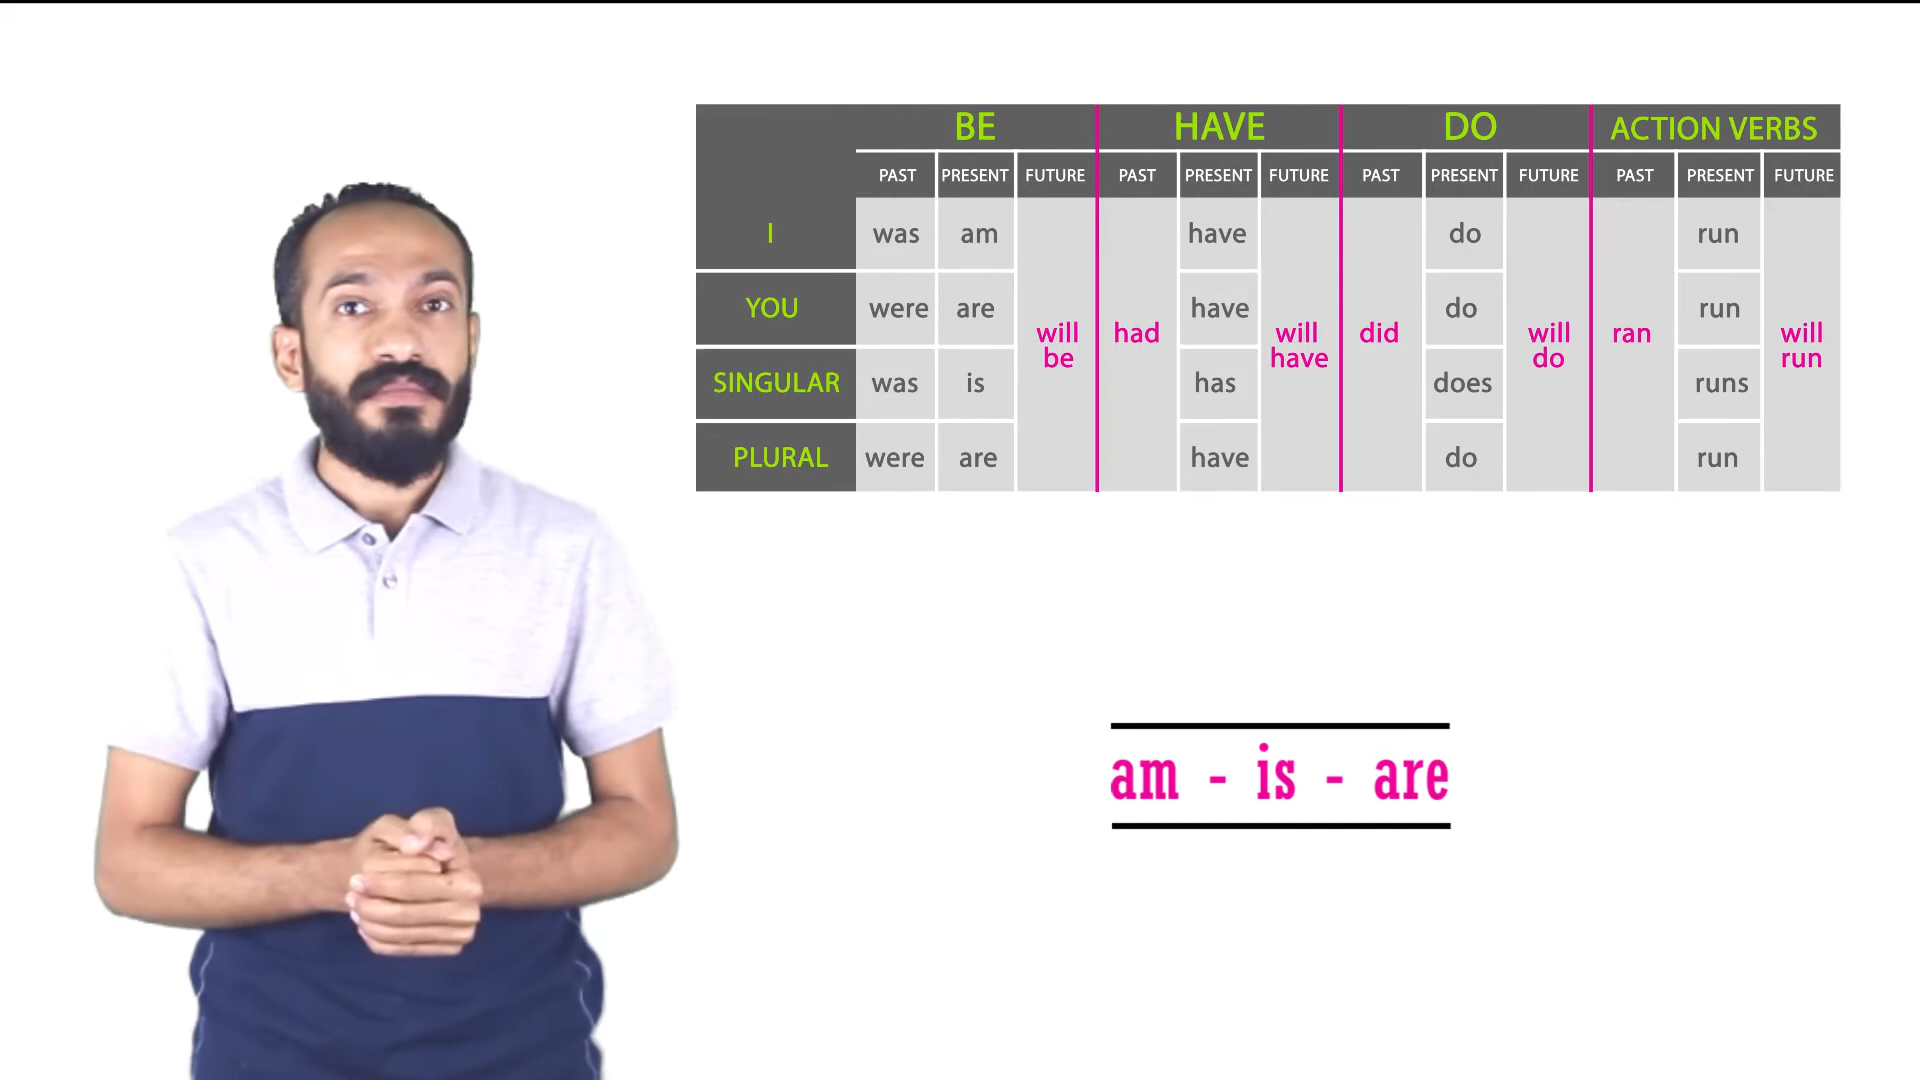 BE HAVE DO ACTION VERBS
PAST PRESENT FUTURE PAST PRESENT FUTURE PAST PRESENT FUTURE PAST PRESENT FUTURE
I was am have do run
YOU were are have do run
will be had will have did will do ran will run
SINGULAR was is has does runs
PLURAL were are have do run
am - is - are